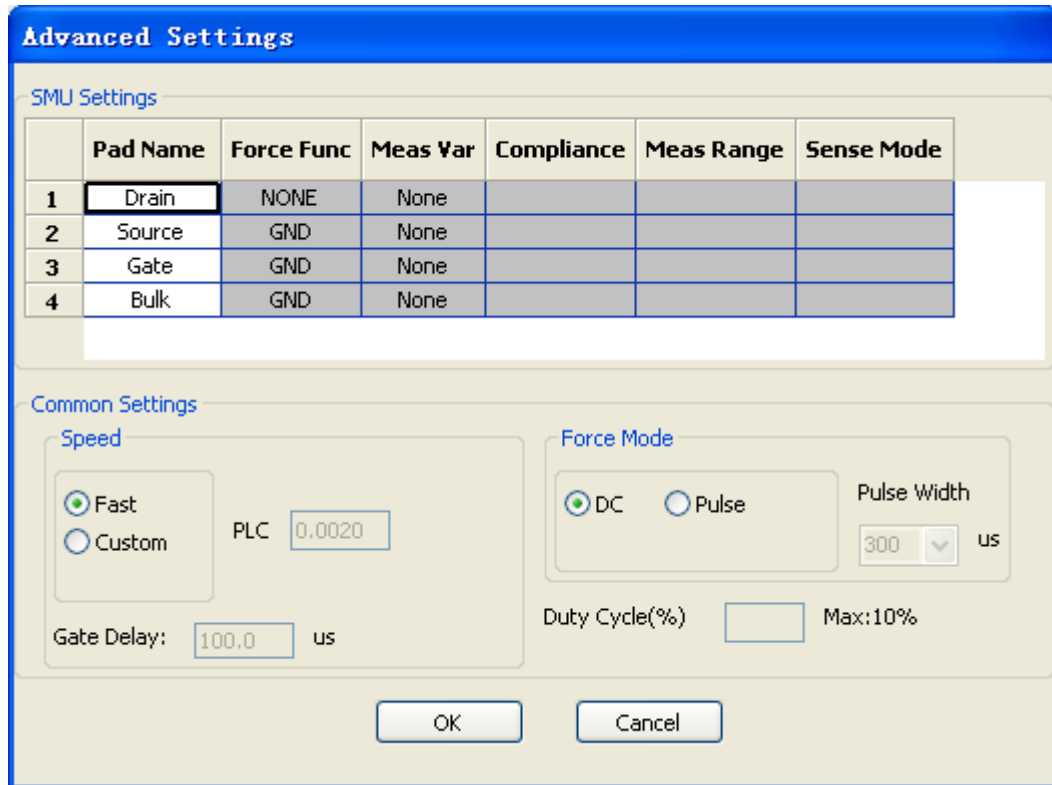 Advanced Settings
SMU Settings
Pad Name Force Func Meas Var Compliance Meas Range Sense Mode
1 Drain NONE None
2 Source GND None
3 Gate GND None
4 Bulk GND None
Common Settings
Speed
Fast
Custom
PLC 0.0020
Gate Delay: 100.0 us
Force Mode
DC Pulse
Pulse Width
300 us
Duty Cycle(%) Max:10%
OK Cancel